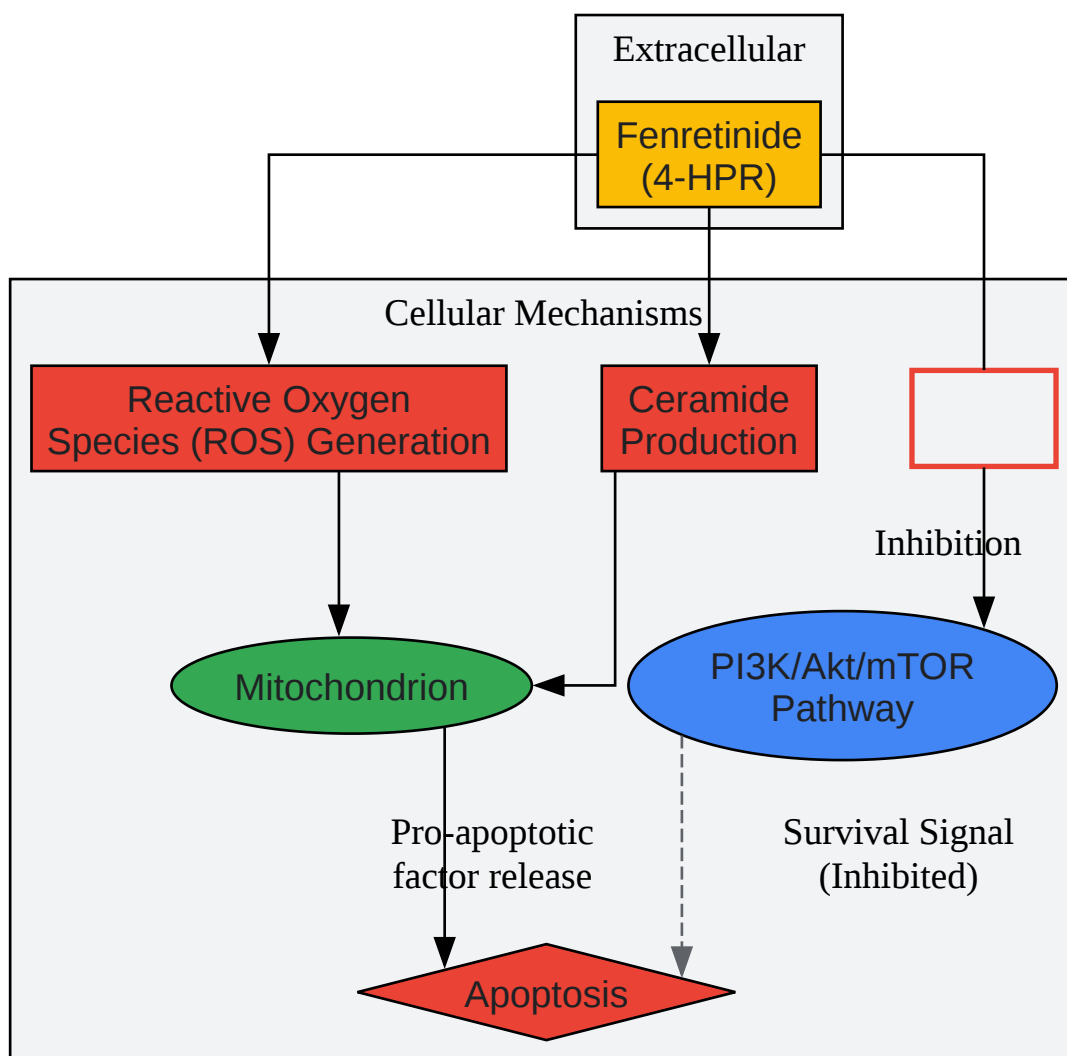 Extracellular
Fenretinide
(4-HPR)
Cellular Mechanisms
Reactive Oxygen
Species (ROS) Generation
Ceramide
Production
Inhibition
Mitochondrion
PI3K/Akt/mTOR
Pathway
Pro-apoptotic
factor release
Survival Signal
(Inhibited)
Apoptosis